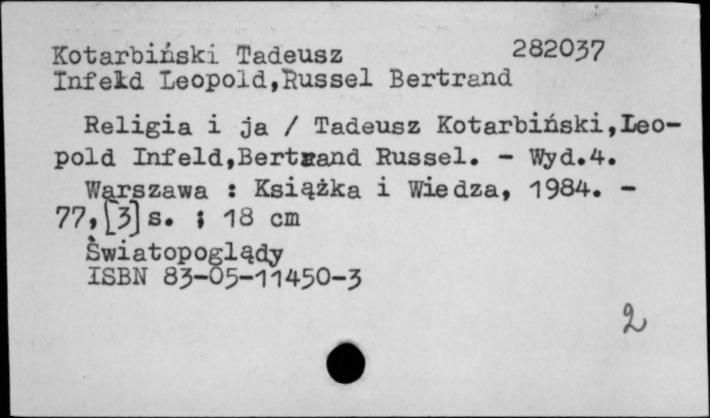 Kotarbiński Tadeusz 282037
Infeld Leopold,Russel Bertrand
Religia i ja / Tadeusz Kotarbiński,Leo-
pold Infeld,Bertrand Russel. - Wyd.4.
Warszawa : Książka i Wiedza, 1984. -
77,[3] s. ; 18 cm
Światopoglądy
ISBN 83-05-11450-3
2